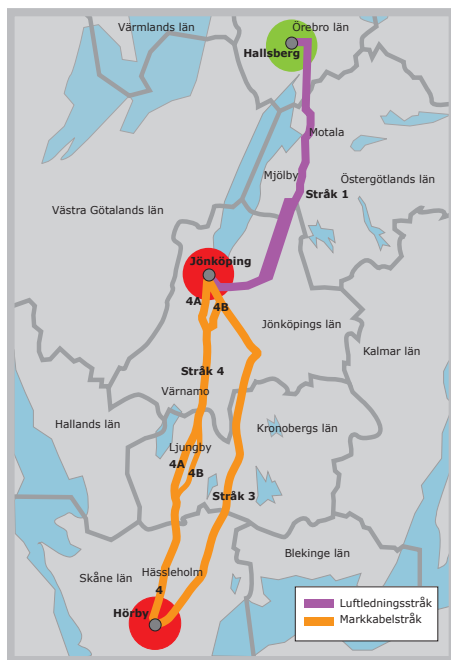 Värmlands län
Örebro län
Hallsberg
Motala
Mjölby
Östergötlands län
Stråk 1
Västra Götalands län
Jönköping
4A
4B
Jönköpings län
Kalmar län
Stråk 4
Värnamo
Hallands län
Kronobergs län
Ljungby
4A
4B
Stråk 3
Blekinge län
Hässleholm
Skåne län
4
Hörby
Luftledningsstråk
Markkabelstråk